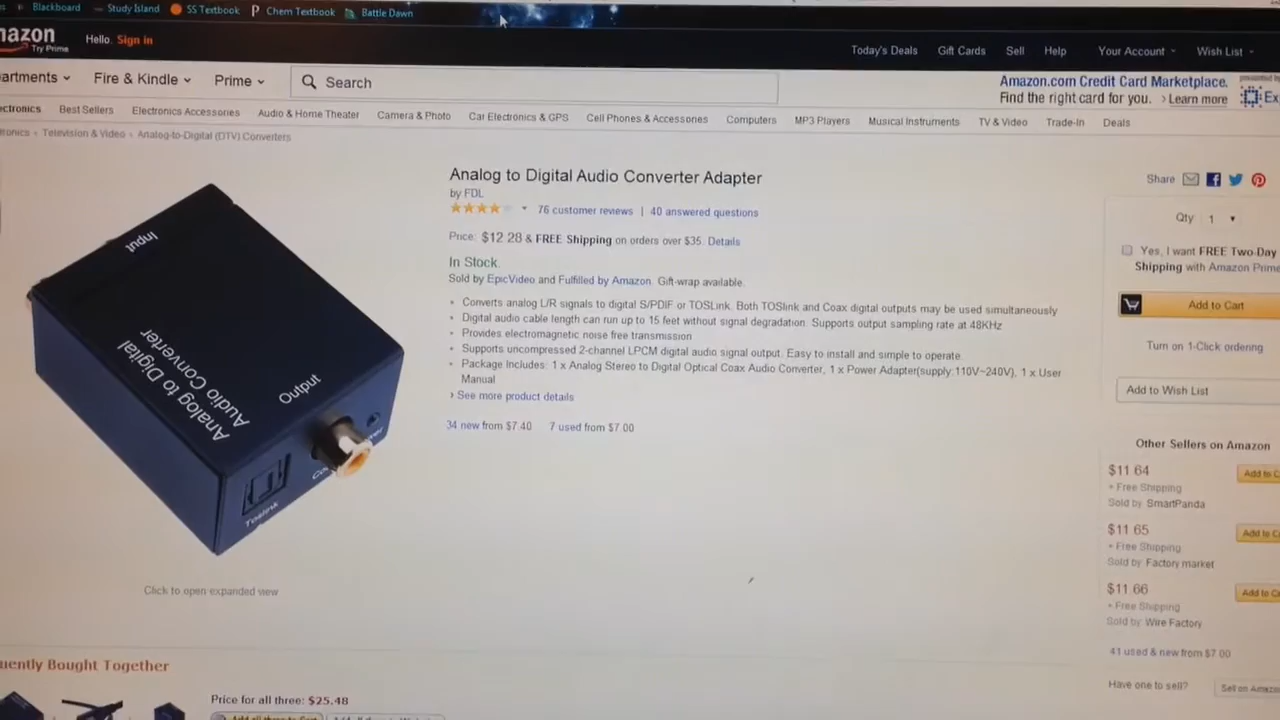 Blackboard Study Island SS Textbook Chem Textbook Battle Dawn
Try Prime
Hello. Sign in
Today's Deals Gift Cards Sell Help Your Account Wish List
Fire & Kindle Prime Search
Amazon.com Credit Card Marketplace.
Find the right card for you. › Learn more
Best Sellers Electronics Accessories Audio & Home Theater Camera & Photo Car Electronics & GPS Cell Phones & Accessories Computers MP3 Players Musical Instruments TV & Video Trade-In Deals
› Television & Video › Analog-to-Digital (DTV) Converters
Input
Analog to Digital
Audio Converter
Output
Toslink
Click to open expanded view
Analog to Digital Audio Converter Adapter
by FDL
76 customer reviews | 40 answered questions
Price: $12.28 & FREE Shipping on orders over $35. Details
In Stock.
Sold by EpicVideo and Fulfilled by Amazon. Gift-wrap available.
• Converts analog L/R signals to digital S/PDIF or TOSLink. Both TOSlink and Coax digital outputs may be used simultaneously
• Digital audio cable length can run up to 15 feet without signal degradation. Supports output sampling rate at 48KHz
• Provides electromagnetic noise free transmission
• Supports uncompressed 2-channel LPCM digital audio signal output. Easy to install and simple to operate.
• Package Includes: 1 x Analog Stereo to Digital Optical Coax Audio Converter, 1 x Power Adapter(supply:110V~240V), 1 x User
Manual
› See more product details
34 new from $7.40 7 used from $7.00
Share
Qty 1
Yes, I want FREE Two-Day
Shipping with Amazon Prime
Add to Cart
Turn on 1-Click ordering
Add to Wish List
Other Sellers on Amazon
$11.64
+ Free Shipping
Sold by SmartPanda
Add to C
$11.65
+ Free Shipping
Sold by Factory market
Add to C
$11.66
+ Free Shipping
Sold by Wire Factory
Add to C
41 used & new from $7.00
Have one to sell? Sell on Amazo
Bought Together
Price for all three: $25.48